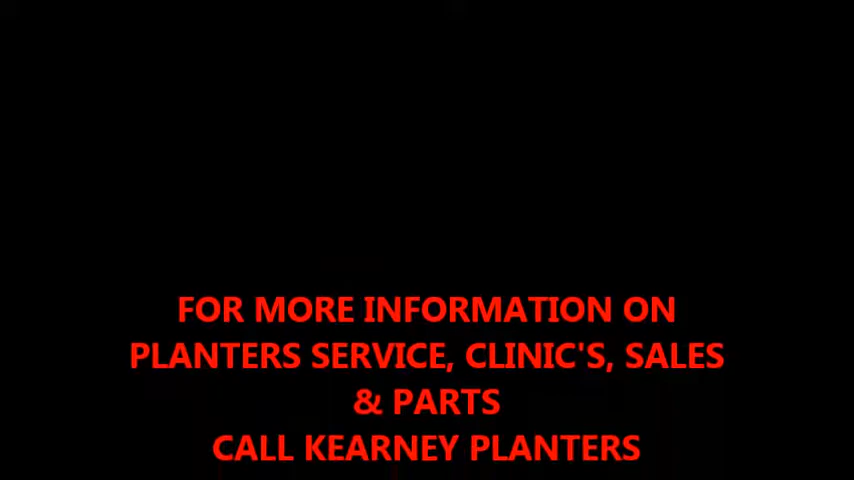 FOR MORE INFORMATION ON
PLANTERS SERVICE, CLINIC'S, SALES
& PARTS
CALL KEARNEY PLANTERS